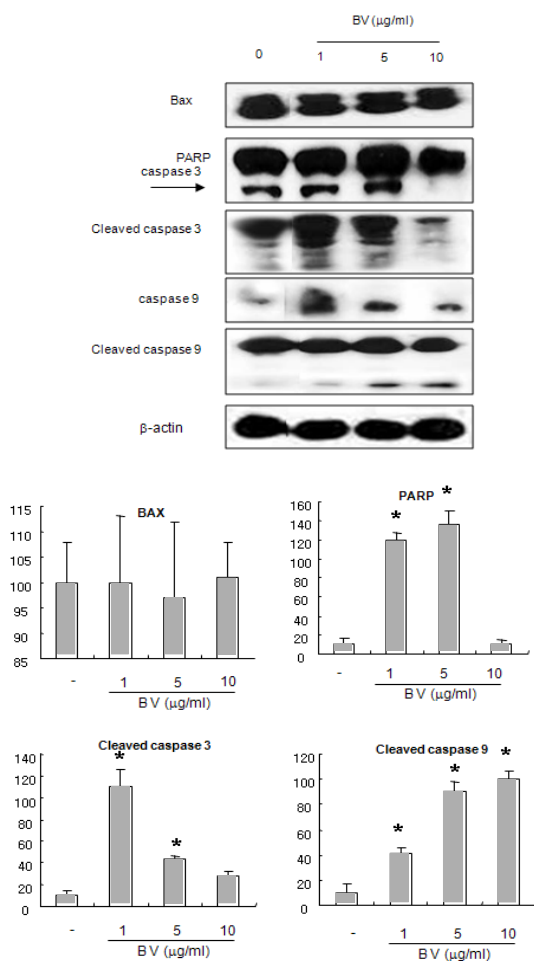 BV (μg/ml)
0 1 5 10
Bax
PARP
caspase 3
Cleaved caspase 3
caspase 9
Cleaved caspase 9
β-actin
BAX
115
110
105
100
95
90
85
- 1 5 10
BV (μg/ml)
PARP
160
140
120
100
80
60
40
20
0
* *
- 1 5 10
BV (μg/ml)
Cleaved caspase 3
140
120
100
80
60
40
20
0
* *
- 1 5 10
BV (μg/ml)
Cleaved caspase 9
120
100
80
60
40
20
0
* * *
- 1 5 10
BV (μg/ml)